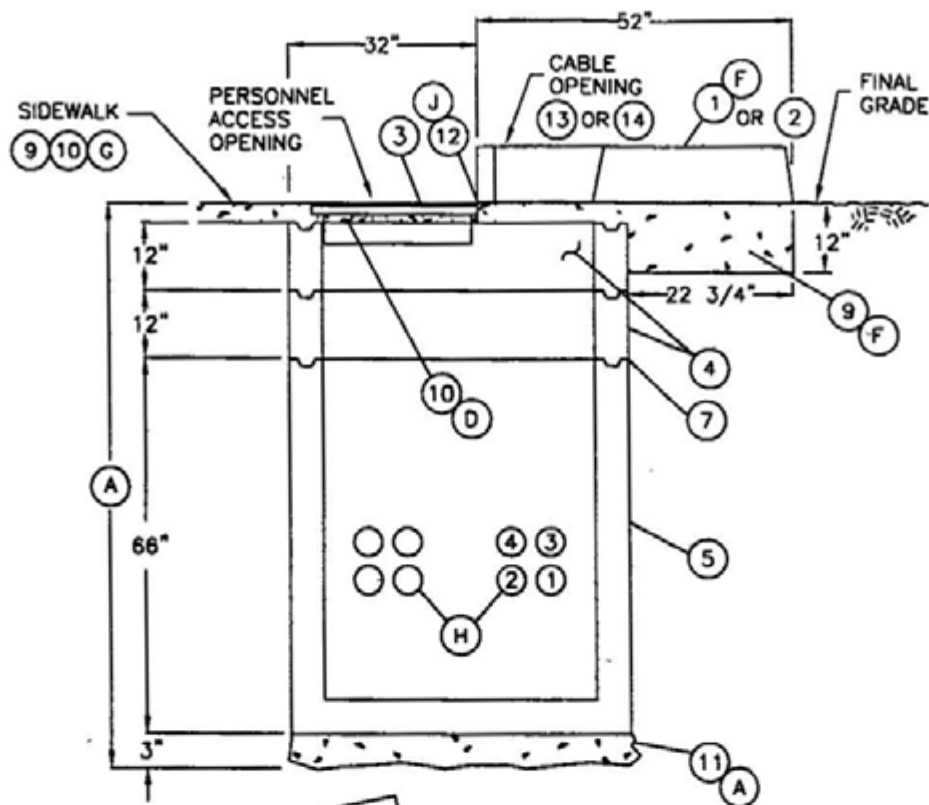 52"
32"
CABLE
OPENING
13 OR 14
F
1 OR 2
FINAL
GRADE
SIDEWALK
9 10 G
PERSONNEL
ACCESS
OPENING
J
3 12
12"
12"
22 3/4"
12"
9
F
4
10
D
7
A
66"
4 3
2 1
5
H
3"
11
A